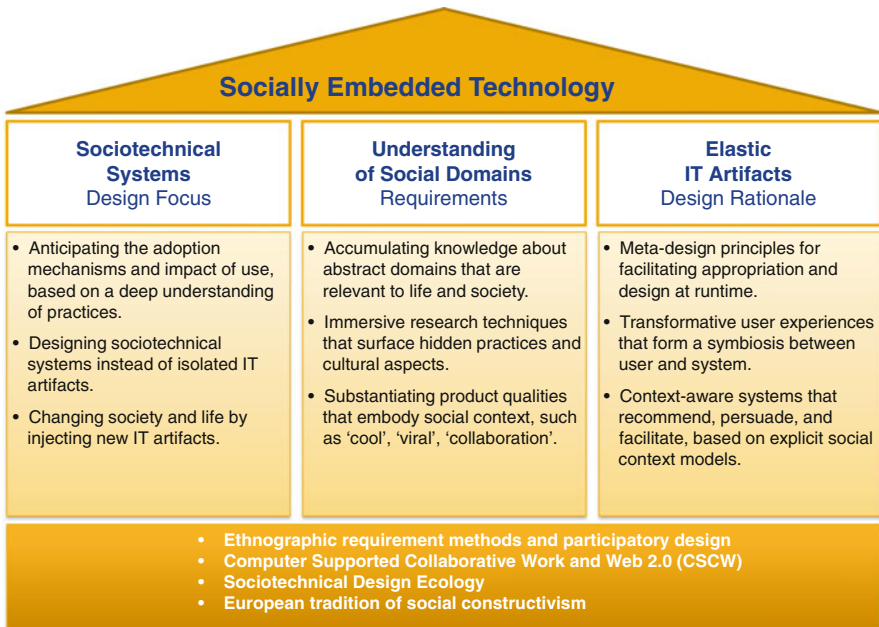 Socially Embedded Technology
Sociotechnical
Systems
Design Focus
• Anticipating the adoption
mechanisms and impact of use,
based on a deep understanding
of practices.
• Designing sociotechnical
systems instead of isolated IT
artifacts.
• Changing society and life by
injecting new IT artifacts.
Understanding
of Social Domains
Requirements
• Accumulating knowledge about
abstract domains that are
relevant to life and society.
• Immersive research techniques
that surface hidden practices and
cultural aspects.
• Substantiating product qualities
that embody social context, such
as ‘cool’, ‘viral’, ‘collaboration’.
Elastic
IT Artifacts
Design Rationale
• Meta-design principles for
facilitating appropriation and
design at runtime.
• Transformative user experiences
that form a symbiosis between
user and system.
• Context-aware systems that
recommend, persuade, and
facilitate, based on explicit social
context models.
• Ethnographic requirement methods and participatory design
• Computer Supported Collaborative Work and Web 2.0 (CSCW)
• Sociotechnical Design Ecology
• European tradition of social constructivism